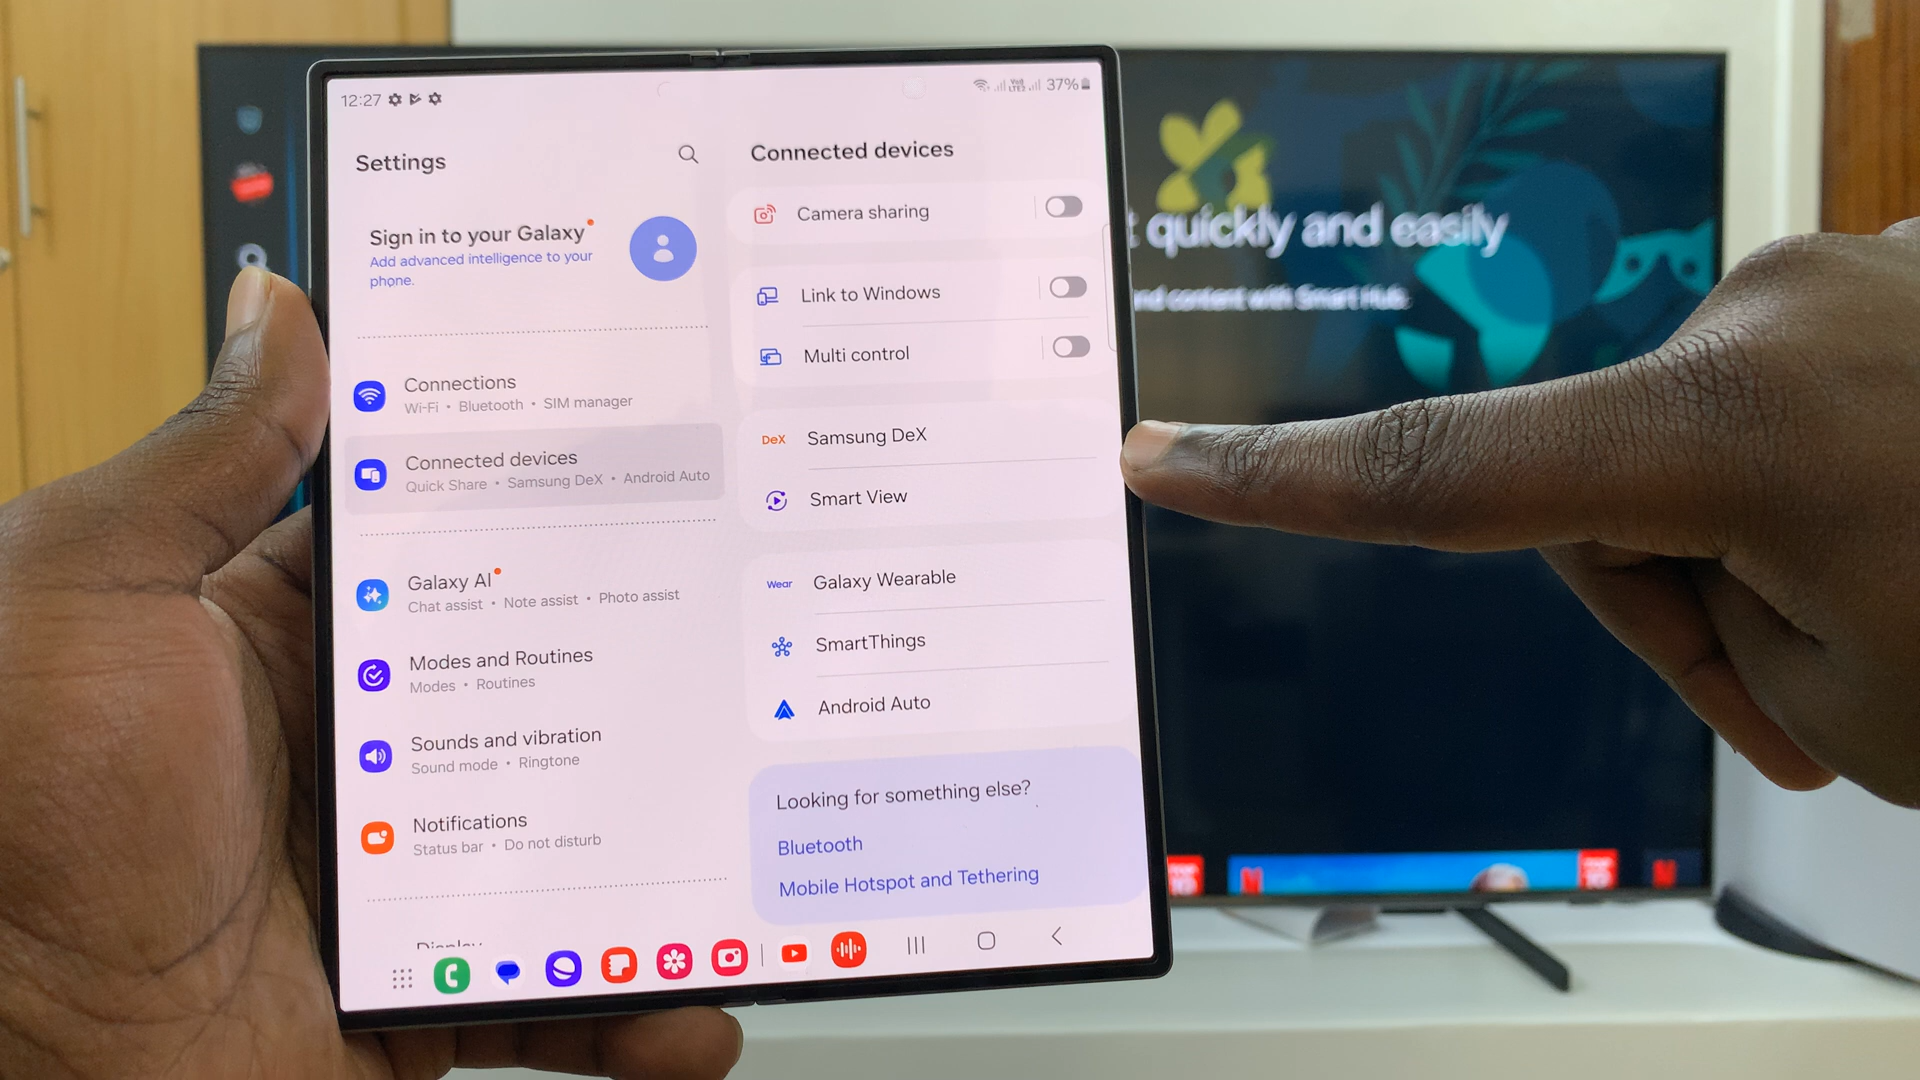 12:27
37%
Settings
Sign in to your Galaxy
Add advanced intelligence to your
phone.
Connections
Wi-Fi • Bluetooth • SIM manager
Connected devices
Quick Share • Samsung DeX • Android Auto
Galaxy AI
Chat assist • Note assist • Photo assist
Modes and Routines
Modes • Routines
Sounds and vibration
Sound mode • Ringtone
Notifications
Status bar • Do not disturb
Connected devices
Camera sharing
Link to Windows
Multi control
DeX Samsung DeX
Smart View
Wear Galaxy Wearable
SmartThings
Android Auto
Looking for something else?
Bluetooth
Mobile Hotspot and Tethering
quickly and easily
content with Smart Hub.
N
N